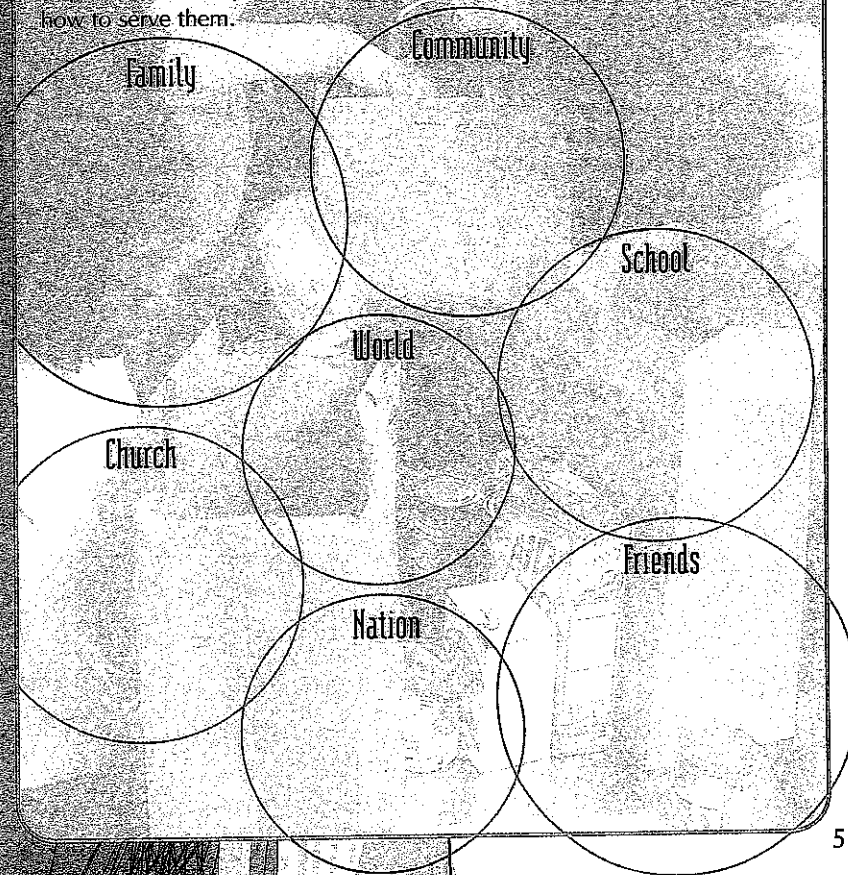 how to serve them.
Family
Community
School
World
Church
Friends
Nation
5